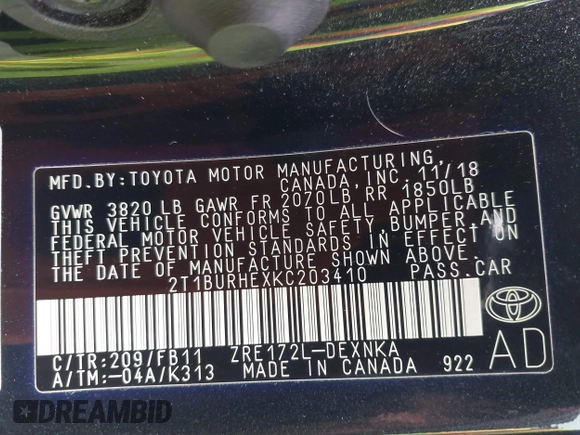 MFD.BY:TOYOTA MOTOR MANUFACTURING,
CANADA,INC. 11/18
GVWR 3820 LB GAWR FR 2070LB RR 1850LB
THIS VEHICLE CONFORMS TO ALL APPLICABLE
FEDERAL MOTOR VEHICLE SAFETY,BUMPER,AND
THEFT PREVENTION STANDARDS IN EFFECT ON
THE DATE OF MANUFACTURE SHOWN ABOVE.
2T1BURHEXKC203410 PASS.CAR
C/TR:209/FB11 ZRE172L-DEXNKA
A/TM:-04A/K313 MADE IN CANADA 922
AD
DREAMBID